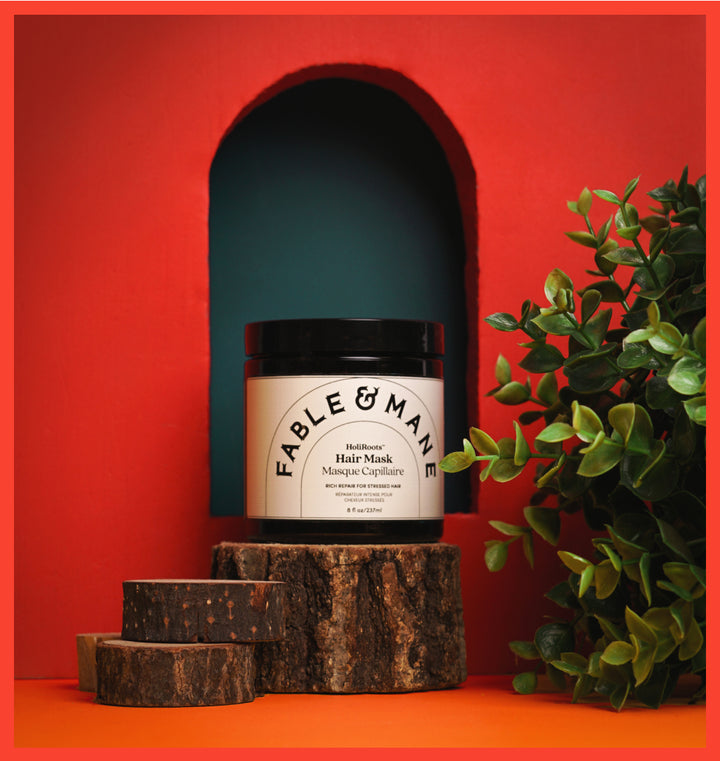 FABLE & MANE
HoliRoots™
Hair Mask
Masque Capillaire
RICH REPAIR FOR STRESSED HAIR
RÉPARATEUR INTENSE POUR
CHEVEUX STRESSÉS
8 fl oz/237ml